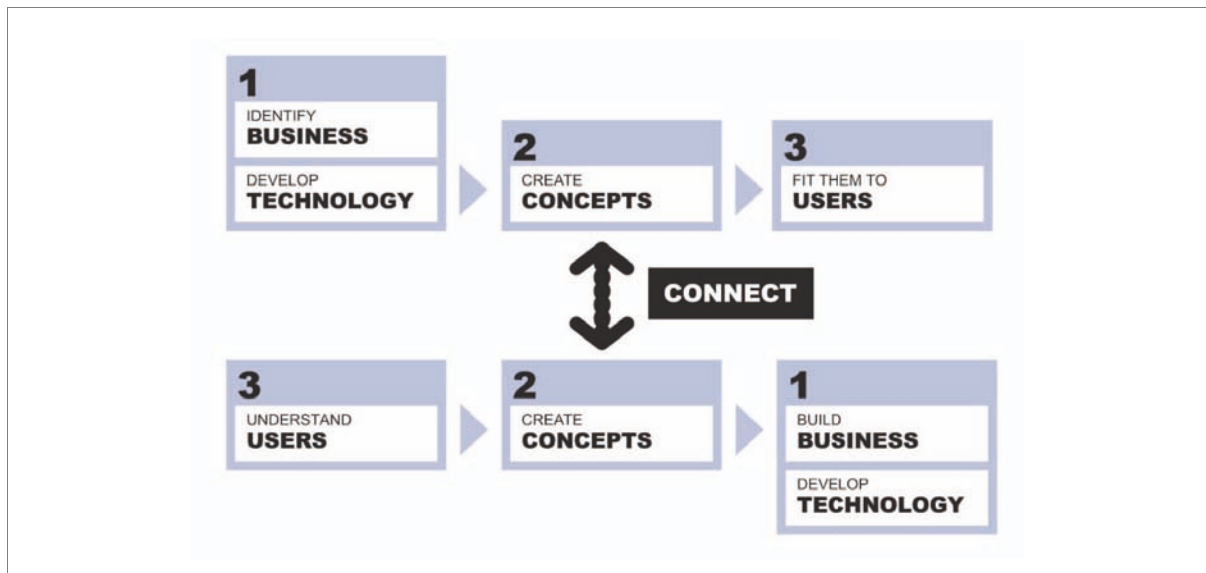 1
IDENTIFY
BUSINESS
DEVELOP
TECHNOLOGY
2
CREATE
CONCEPTS
3
FIT THEM TO
USERS
CONNECT
3
UNDERSTAND
USERS
2
CREATE
CONCEPTS
1
BUILD
BUSINESS
DEVELOP
TECHNOLOGY